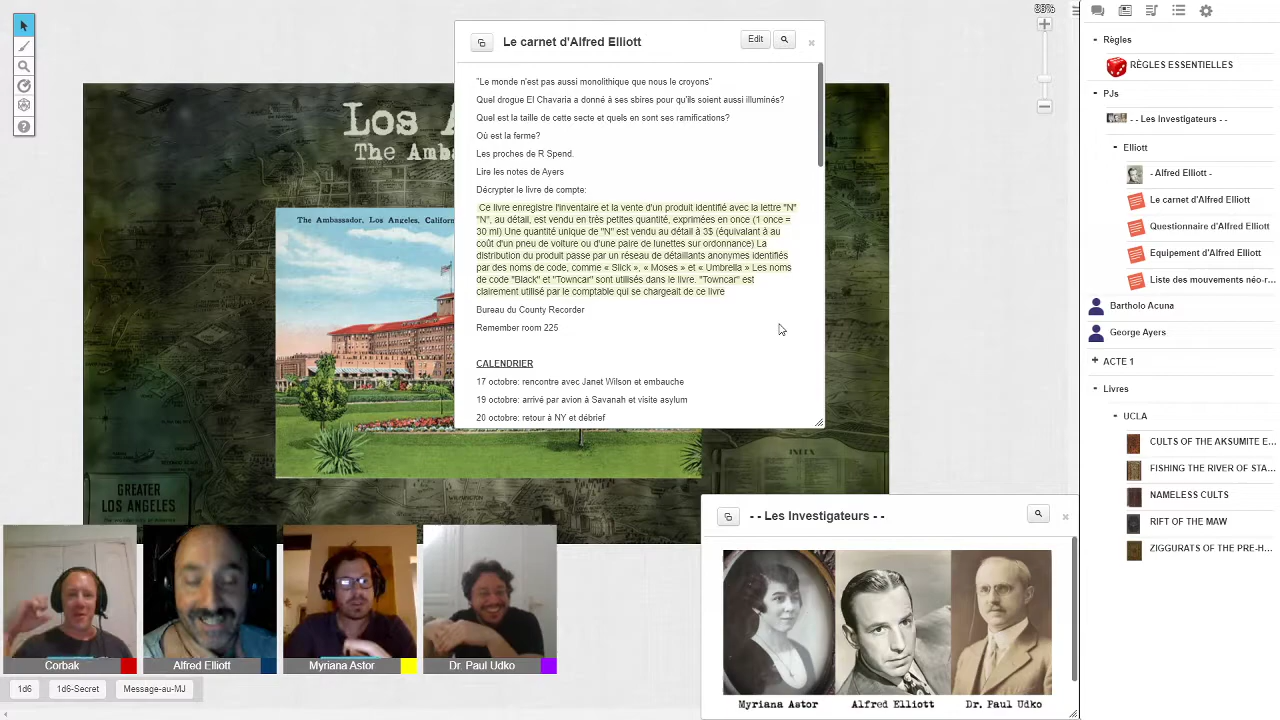 88%
Los A
The Amba
The Ambassador, Los Angeles, Californ
GREATER
LOS ANGELES
INDEX
WILMINGTON
Le carnet d'Alfred Elliott
Edit
"Le monde n'est pas aussi monolithique que nous le croyons"
Quel drogue El Chavaria a donné à ses sbires pour qu'ils soient aussi illuminés?
Quel est la taille de cette secte et quels en sont ses ramifications?
Où est la ferme?
Les proches de R Spend.
Lire les notes de Ayers
Décrypter le livre de compte:
Ce livre enregistre l'inventaire et la vente d'un produit identifié avec la lettre "N"
"N", au détail, est vendu en très petites quantité, exprimées en once (1 once =
30 ml) Une quantité unique de "N" est vendu au détail à 3$ (équivalant à au
coût d'un pneu de voiture ou d'une paire de lunettes sur ordonnance) La
distribution du produit passe par un réseau de détaillants anonymes identifiés
par des noms de code, comme « Slick », « Moses » et « Umbrella » Les noms
de code "Black" et "Towncar" sont utilisés dans le livre. "Towncar" est
clairement utilisé par le comptable qui se chargeait de ce livre
Bureau du County Recorder
Remember room 225
CALENDRIER
17 octobre: rencontre avec Janet Wilson et embauche
19 octobre: arrivé par avion à Savanah et visite asylum
20 octobre: retour à NY et débrief
- - Les Investigateurs - -
Myriana Astor
Alfred Elliott
Dr. Paul Udko
Corbak
Alfred Elliott
Myriana Astor
Dr. Paul Udko
1d6
1d6-Secret
Message-au-MJ
Règles
RÈGLES ESSENTIELLES
PJs
- - Les Investigateurs - -
Elliott
- Alfred Elliott -
Le carnet d'Alfred Elliott
Questionnaire d'Alfred Elliott
Equipement d'Alfred Elliott
Liste des mouvements néo-r...
Bartholo Acuna
George Ayers
ACTE 1
Livres
UCLA
CULTS OF THE AKSUMITE E...
FISHING THE RIVER OF STA...
NAMELESS CULTS
RIFT OF THE MAW
ZIGGURATS OF THE PRE-H...